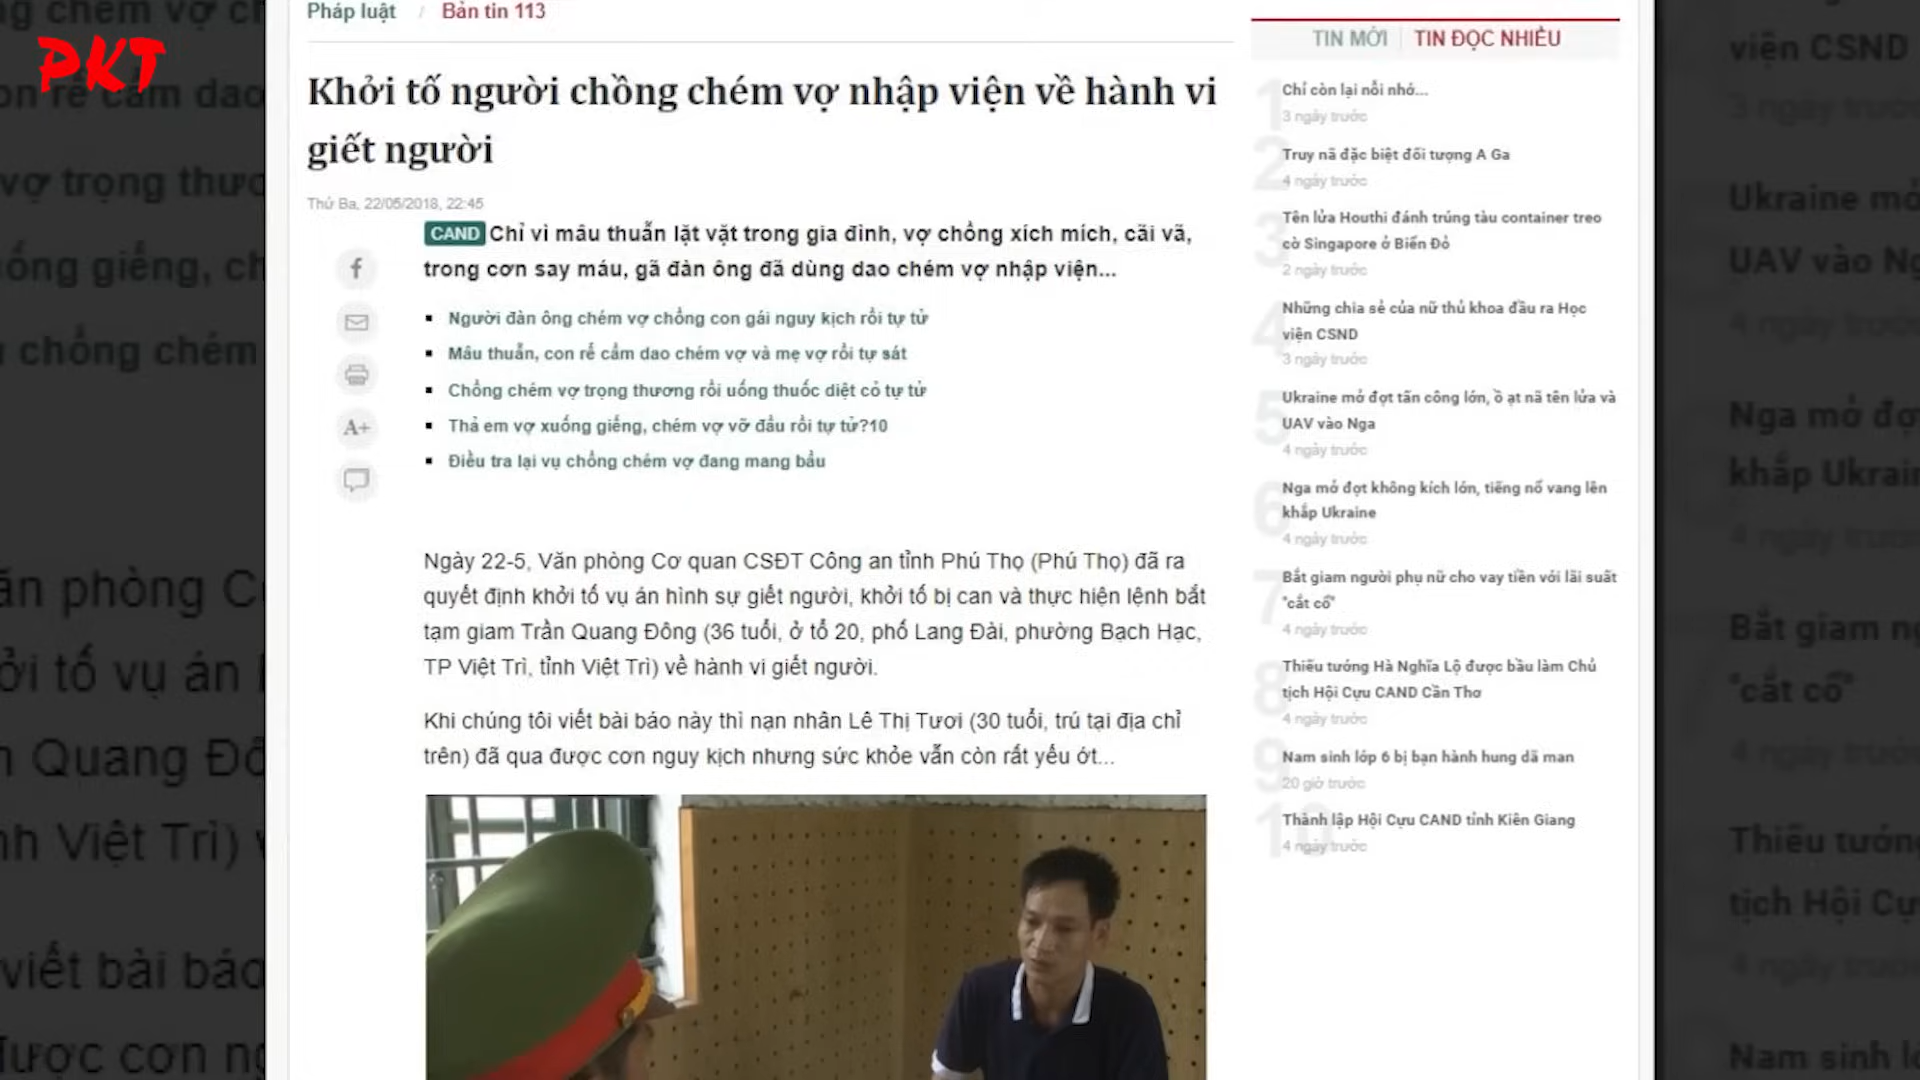 PKT
Pháp luật / Bản tin 113
Khởi tố người chồng chém vợ nhập viện về hành vi
giết người
Thứ Ba, 22/05/2018, 22:45
CAND Chỉ vì mâu thuẫn lặt vặt trong gia đình, vợ chồng xích mích, cãi vã,
trong cơn say máu, gã đàn ông đã dùng dao chém vợ nhập viện...
Người đàn ông chém vợ chồng con gái nguy kịch rồi tự tử
Mâu thuẫn, con rể cầm dao chém vợ và mẹ vợ rồi tự sát
Chồng chém vợ trọng thương rồi uống thuốc diệt cỏ tự tử
Thả em vợ xuống giếng, chém vợ vỡ đầu rồi tự tử?10
Điều tra lại vụ chồng chém vợ đang mang bầu
A+
Ngày 22-5, Văn phòng Cơ quan CSĐT Công an tỉnh Phú Thọ (Phú Thọ) đã ra
quyết định khởi tố vụ án hình sự giết người, khởi tố bị can và thực hiện lệnh bắt
tạm giam Trần Quang Đông (36 tuổi, ở tổ 20, phố Lang Đài, phường Bạch Hạc,
TP Việt Trì, tỉnh Việt Trì) về hành vi giết người.
Khi chúng tôi viết bài báo này thì nạn nhân Lê Thị Tươi (30 tuổi, trú tại địa chỉ
trên) đã qua được cơn nguy kịch nhưng sức khỏe vẫn còn rất yếu ớt...
TIN MỚI TIN ĐỌC NHIỀU
1 Chỉ còn lại nỗi nhớ...
3 ngày trước
2 Truy nã đặc biệt đối tượng A Ga
4 ngày trước
3 Tên lửa Houthi đánh trúng tàu container treo
cờ Singapore ở Biển Đỏ
2 ngày trước
4 Những chia sẻ của nữ thủ khoa đầu ra Học
viện CSND
3 ngày trước
5 Ukraine mở đợt tấn công lớn, ồ ạt nã tên lửa và
UAV vào Nga
4 ngày trước
6 Nga mở đợt không kích lớn, tiếng nổ vang lên
khắp Ukraine
4 ngày trước
7 Bắt giam người phụ nữ cho vay tiền với lãi suất
"cắt cổ"
4 ngày trước
8 Thiếu tướng Hà Nghĩa Lộ được bầu làm Chủ
tịch Hội Cựu CAND Cần Thơ
4 ngày trước
9 Nam sinh lớp 6 bị bạn hành hung dã man
20 giờ trước
10 Thành lập Hội Cựu CAND tỉnh Kiên Giang
4 ngày trước